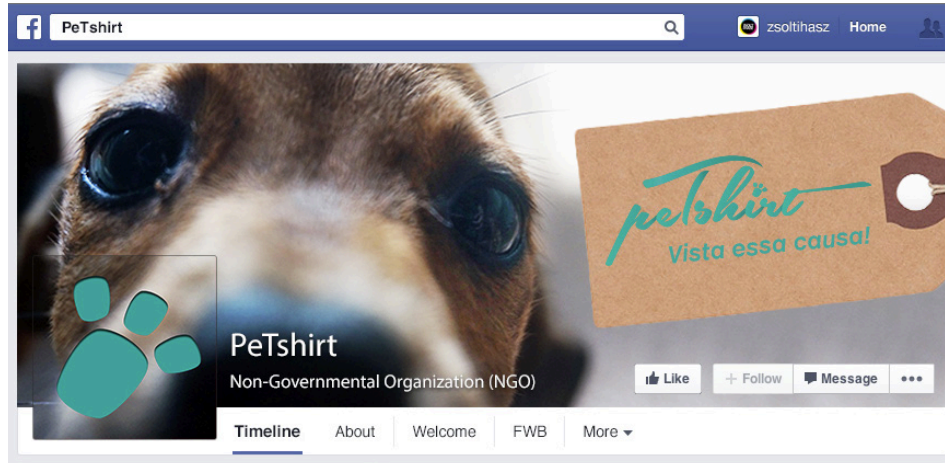 f PeTshirt zsoltihasz Home
peTshirt
Vista essa causa!
PeTshirt
Non-Governmental Organization (NGO)
Like + Follow Message •••
Timeline About Welcome FWB More